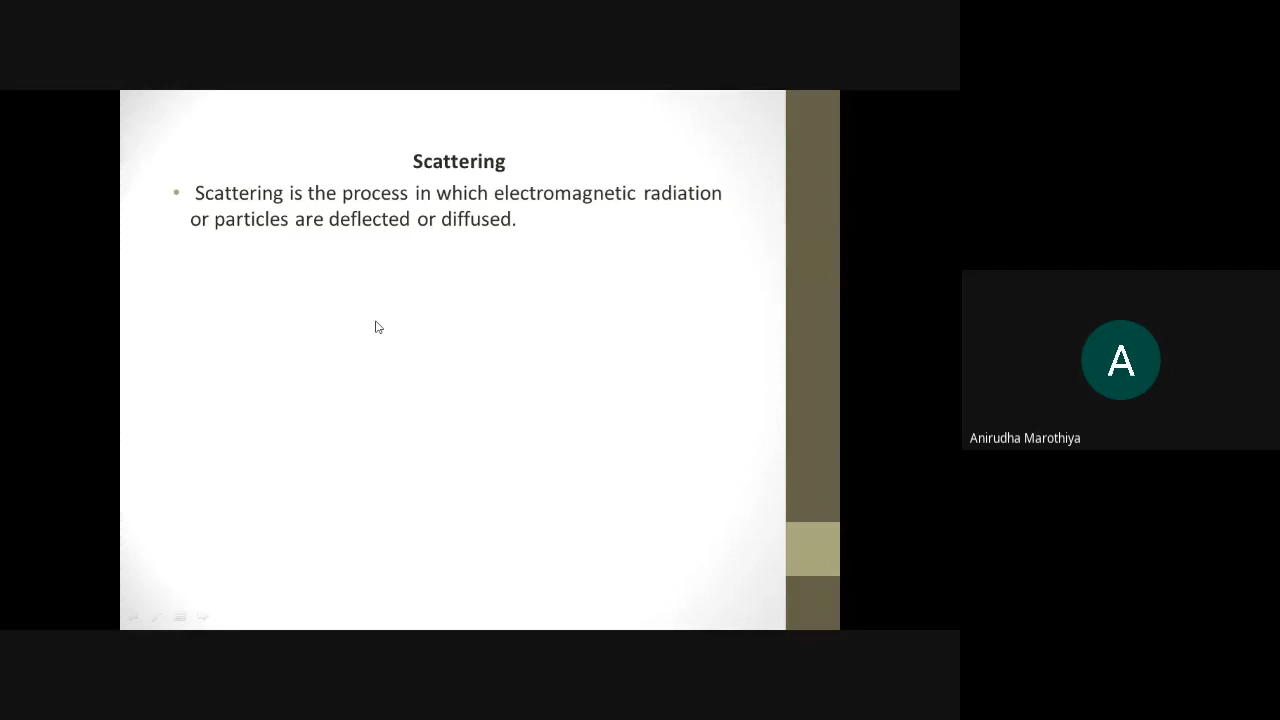 Scattering
• Scattering is the process in which electromagnetic radiation
or particles are deflected or diffused.
A
Anirudha Marothiya